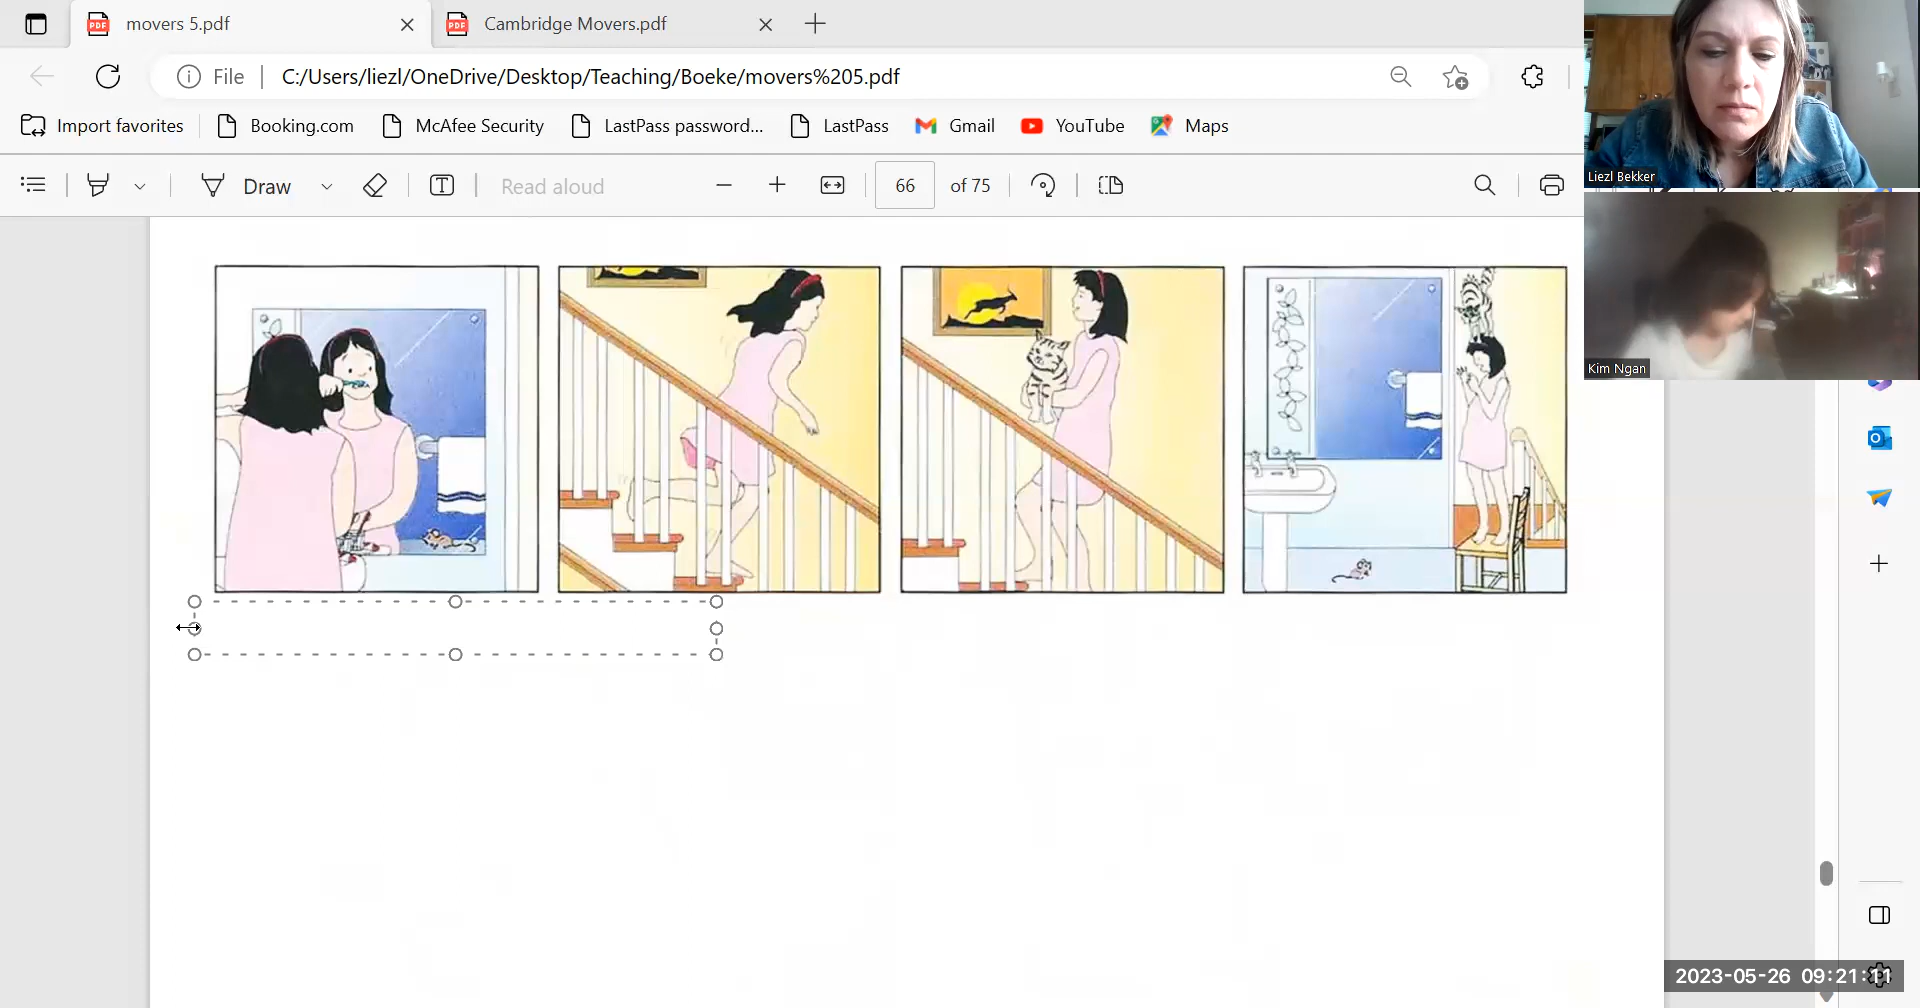 movers 5.pdf
Cambridge Movers.pdf
File
C:/Users/liezl/OneDrive/Desktop/Teaching/Boeke/movers%205.pdf
Import favorites
Booking.com
McAfee Security
LastPass password...
LastPass
Gmail
YouTube
Maps
Draw
Read aloud
66
of 75
Liezl Bekker
Kim Ngan
2023-05-26 09:21:11